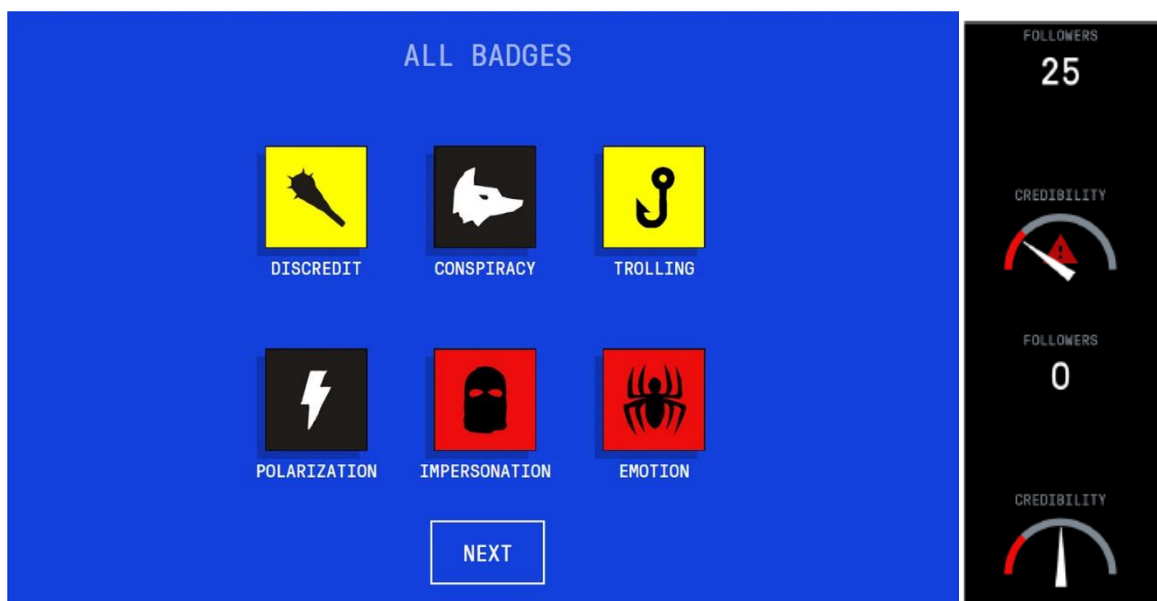 ALL BADGES
DISCREDIT
CONSPIRACY
TROLLING
POLARIZATION
IMPERSONATION
EMOTION
NEXT
FOLLOWERS
25
CREDIBILITY
FOLLOWERS
0
CREDIBILITY